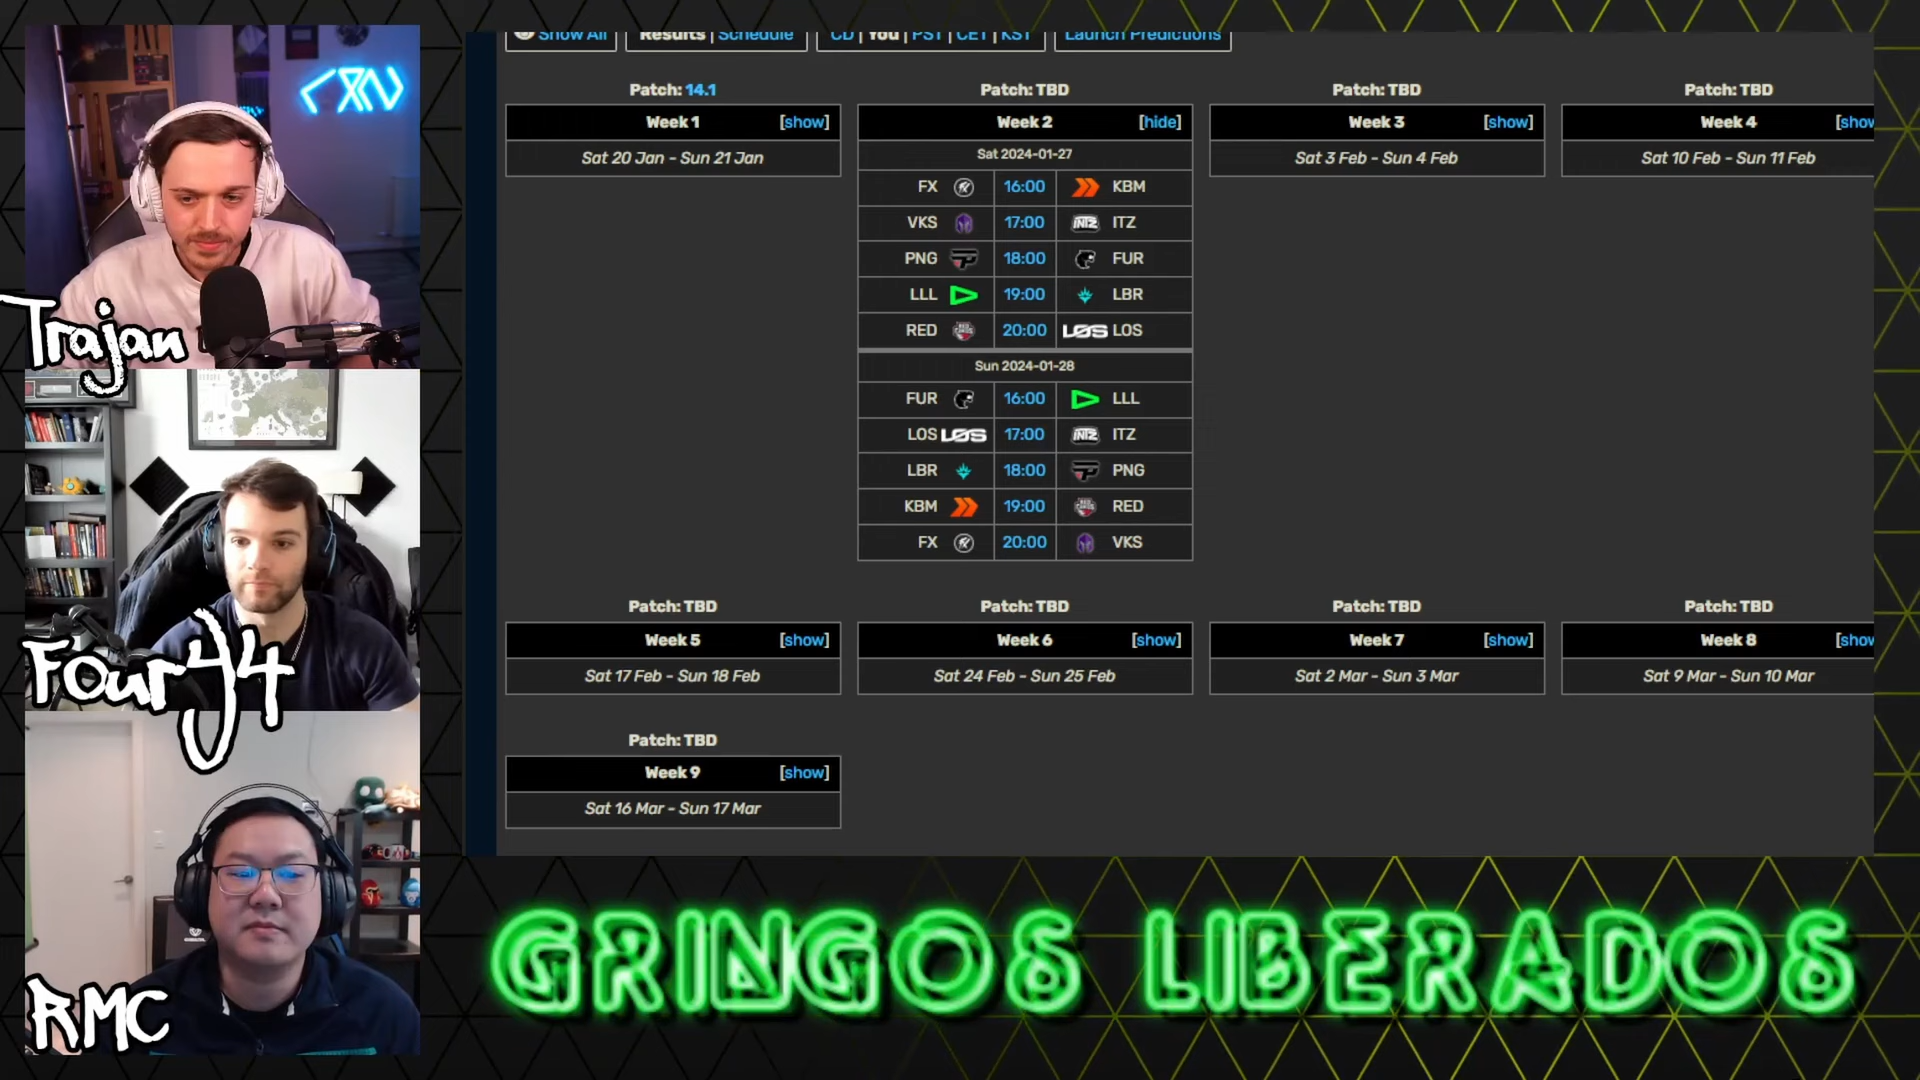 Show All
Results | Schedule
CD | You | PST | CET | KST
Launch Predictions
Patch: 14.1
Week 1 [show]
Sat 20 Jan - Sun 21 Jan
Patch: TBD
Week 2 [hide]
Sat 2024-01-27
FX 16:00 KBM
VKS 17:00 INTZ ITZ
PNG 18:00 FUR
LLL 19:00 LBR
RED 20:00 LOS LOS
Sun 2024-01-28
FUR 16:00 LLL
LOS LOS 17:00 INTZ ITZ
LBR 18:00 PNG
KBM 19:00 RED
FX 20:00 VKS
Patch: TBD
Week 3 [show]
Sat 3 Feb - Sun 4 Feb
Patch: TBD
Week 4 [show
Sat 10 Feb - Sun 11 Feb
Patch: TBD
Week 5 [show]
Sat 17 Feb - Sun 18 Feb
Patch: TBD
Week 6 [show]
Sat 24 Feb - Sun 25 Feb
Patch: TBD
Week 7 [show]
Sat 2 Mar - Sun 3 Mar
Patch: TBD
Week 8 [show
Sat 9 Mar - Sun 10 Mar
Patch: TBD
Week 9 [show]
Sat 16 Mar - Sun 17 Mar
Trajan
Four44
RMC
GRINGOS LIBERADOS